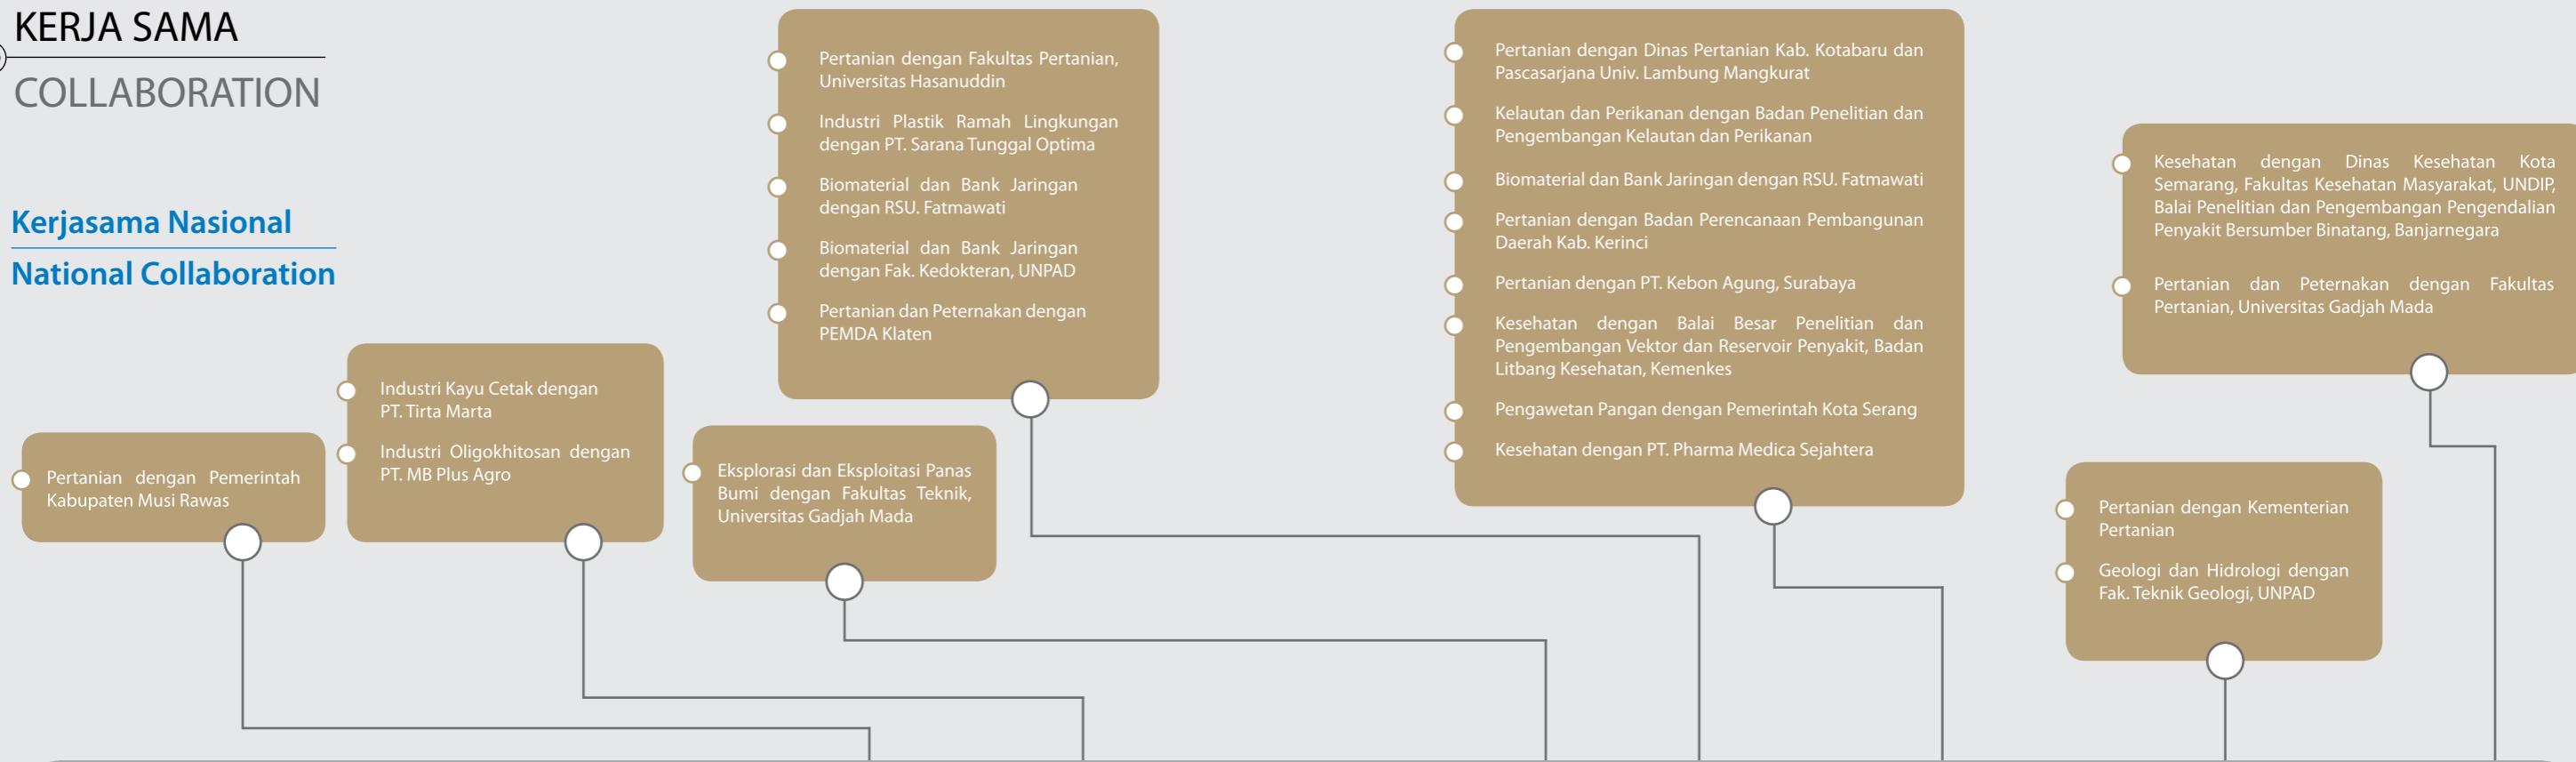 KERJA SAMA
COLLABORATION
Kerjasama Nasional
National Collaboration
Pertanian dengan Pemerintah
Kabupaten Musi Rawas
Industri Kayu Cetak dengan
PT. Tirta Marta
Industri Oligokhitosan dengan
PT. MB Plus Agro
Eksplorasi dan Eksploitasi Panas
Bumi dengan Fakultas Teknik,
Universitas Gadjah Mada
Pertanian dengan Fakultas Pertanian,
Universitas Hasanuddin
Industri Plastik Ramah Lingkungan
dengan PT. Sarana Tunggal Optima
Biomaterial dan Bank Jaringan
dengan RSU. Fatmawati
Biomaterial dan Bank Jaringan
dengan Fak. Kedokteran, UNPAD
Pertanian dan Peternakan dengan
PEMDA Klaten
Pertanian dengan Dinas Pertanian Kab. Kotabaru dan
Pascasarjana Univ. Lambung Mangkurat
Kelautan dan Perikanan dengan Badan Penelitian dan
Pengembangan Kelautan dan Perikanan
Biomaterial dan Bank Jaringan dengan RSU. Fatmawati
Pertanian dengan Badan Perencanaan Pembangunan
Daerah Kab. Kerinci
Pertanian dengan PT. Kebon Agung, Surabaya
Kesehatan dengan Balai Besar Penelitian dan
Pengembangan Vektor dan Reservoir Penyakit, Badan
Litbang Kesehatan, Kemenkes
Pengawetan Pangan dengan Pemerintah Kota Serang
Kesehatan dengan PT. Pharma Medica Sejahtera
Pertanian dengan Kementerian
Pertanian
Geologi dan Hidrologi dengan
Fak. Teknik Geologi, UNPAD
Kesehatan dengan Dinas Kesehatan Kota
Semarang, Fakultas Kesehatan Masyarakat, UNDIP,
Balai Penelitian dan Pengembangan Pengendalian
Penyakit Bersumber Binatang, Banjarnegara
Pertanian dan Peternakan dengan Fakultas
Pertanian, Universitas Gadjah Mada